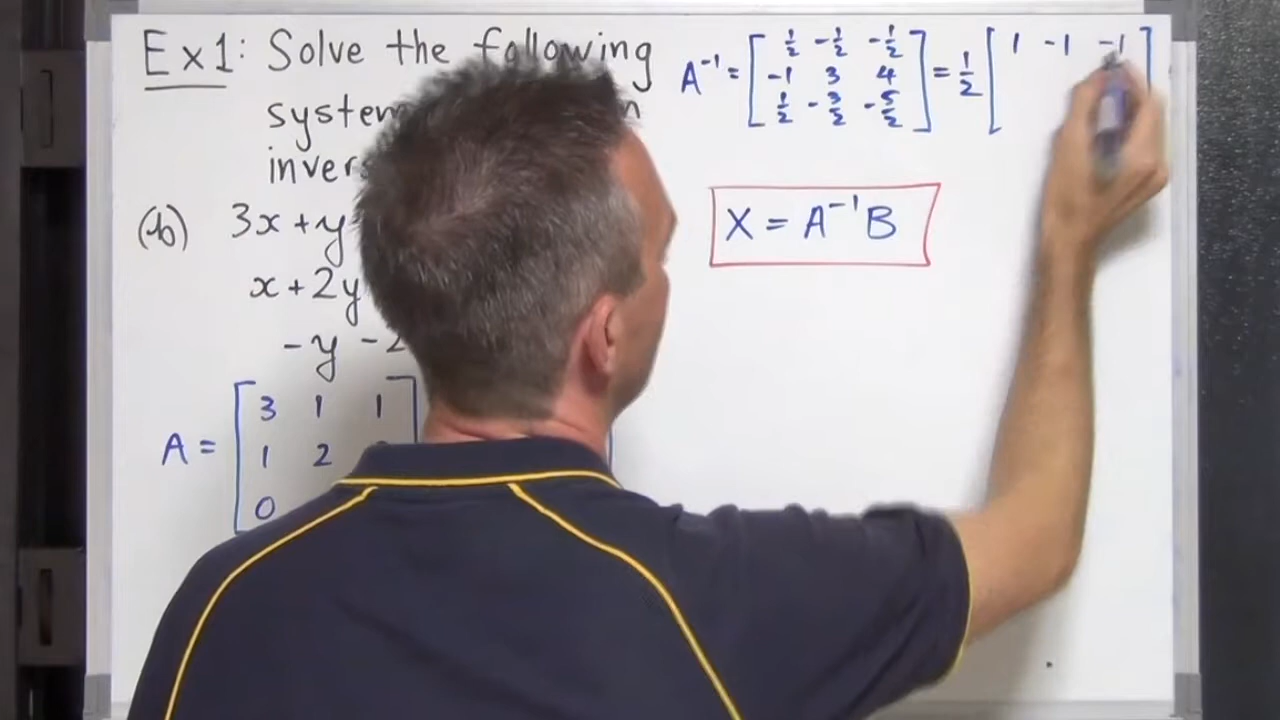 Ex1: Solve the following
system
inver
(b) 3x + y
x + 2y
- y - 2
A = [ 3 1 1
1 2
0
A⁻¹ = [ 1/2 -1/2 -1/2 ] = 1/2 [ 1 -1 -1 ]
-1 3 4
1/2 -3/2 -5/2
X = A⁻¹B